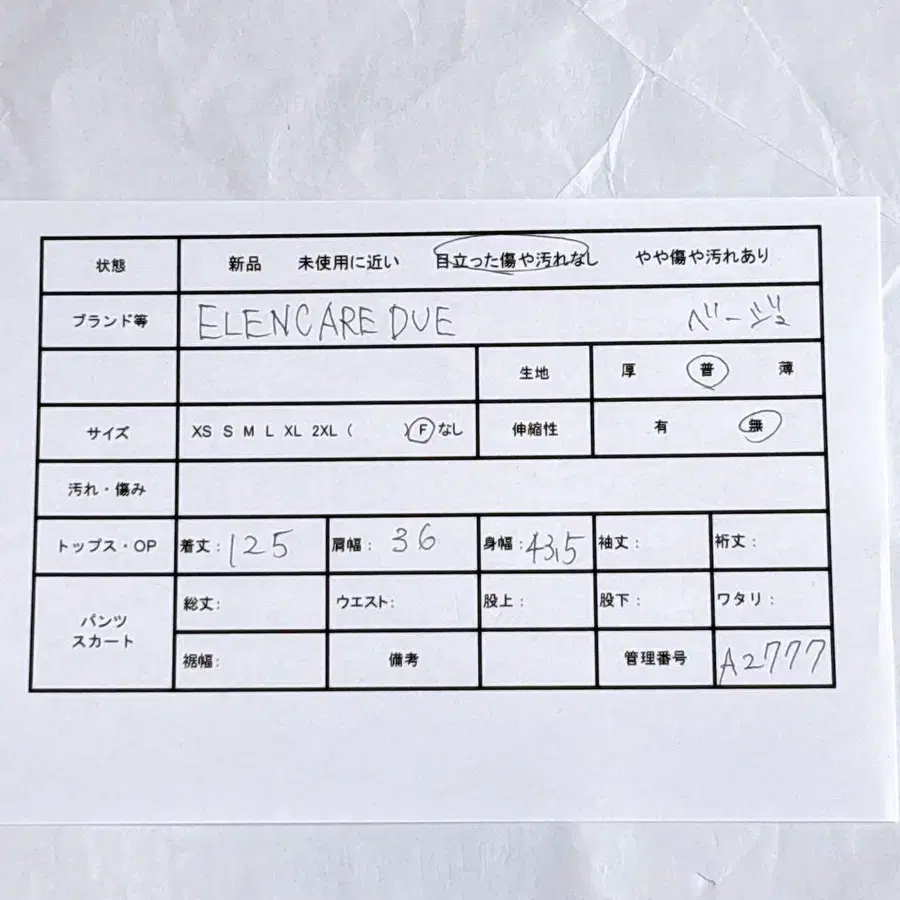 状態 新品 未使用に近い 目立った傷や汚れなし やや傷や汚れあり
ブランド等 ELENCARE DUE ベージュ
生地 厚 普 薄
サイズ XS S M L XL 2XL ( ) F なし 伸縮性 有 無
汚れ・傷み
トップス・OP 着丈: 125 肩幅: 36 身幅: 43.5 袖丈: 裄丈:
パンツ スカート 総丈: ウエスト: 股上: 股下: ワタリ:
裾幅: 備考 管理番号 A2777